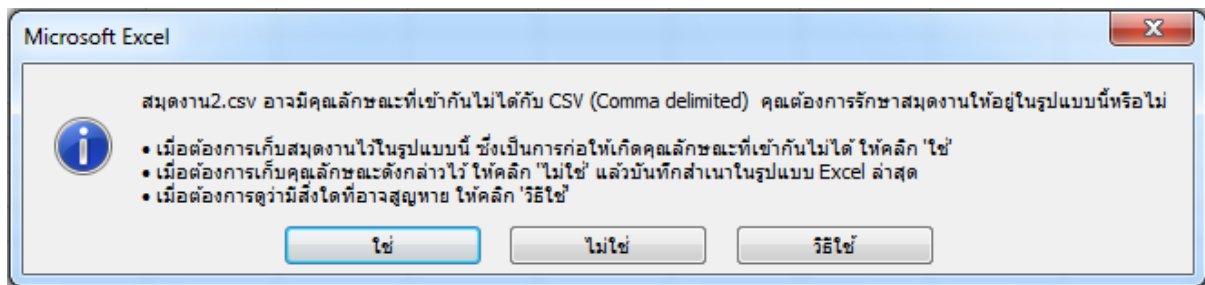 Microsoft Excel
สมุดงาน2.csv อาจมีคุณลักษณะที่เข้ากันไม่ได้กับ CSV (Comma delimited) คุณต้องการรักษาสมุดงานให้อยู่ในรูปแบบนี้หรือไม่
• เมื่อต้องการเก็บสมุดงานไว้ในรูปแบบนี้ ซึ่งเป็นการก่อให้เกิดคุณลักษณะที่เข้ากันไม่ได้ ให้คลิก 'ใช่'
• เมื่อต้องการเก็บคุณลักษณะดังกล่าวไว้ ให้คลิก 'ไม่ใช่' แล้วบันทึกสำเนาในรูปแบบ Excel ล่าสุด
• เมื่อต้องการดูว่ามีสิ่งใดที่อาจสูญหาย ให้คลิก 'วิธีใช้'
ใช่ ไม่ใช่ วิธีใช้